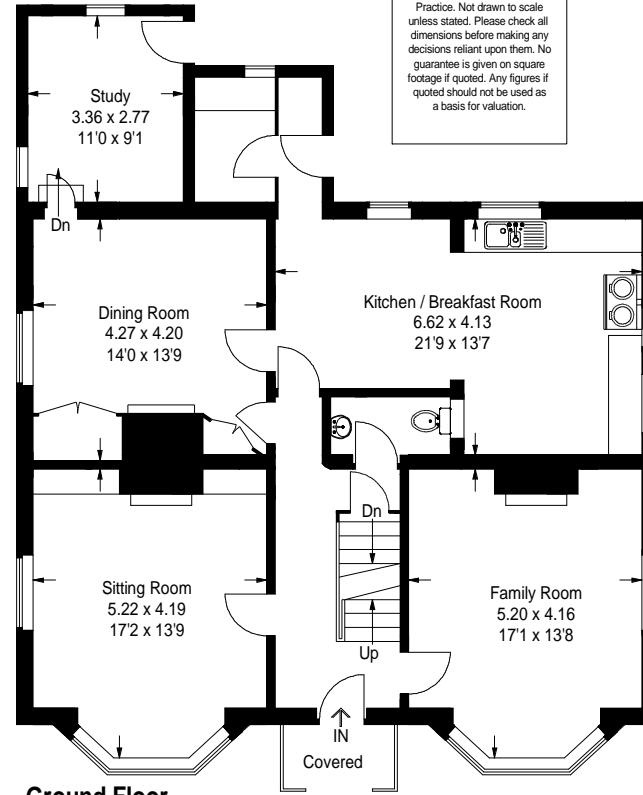 Practice. Not drawn to scale
unless stated. Please check all
dimensions before making any
decisions reliant upon them. No
guarantee is given on square
footage if quoted. Any figures if
quoted should not be used as
a basis for valuation.
Study
3.36 x 2.77
11'0 x 9'1
Dn
Dining Room
4.27 x 4.20
14'0 x 13'9
Kitchen / Breakfast Room
6.62 x 4.13
21'9 x 13'7
Dn
Sitting Room
5.22 x 4.19
17'2 x 13'9
Family Room
5.20 x 4.16
17'1 x 13'8
Up
IN
Covered
Ground Floor